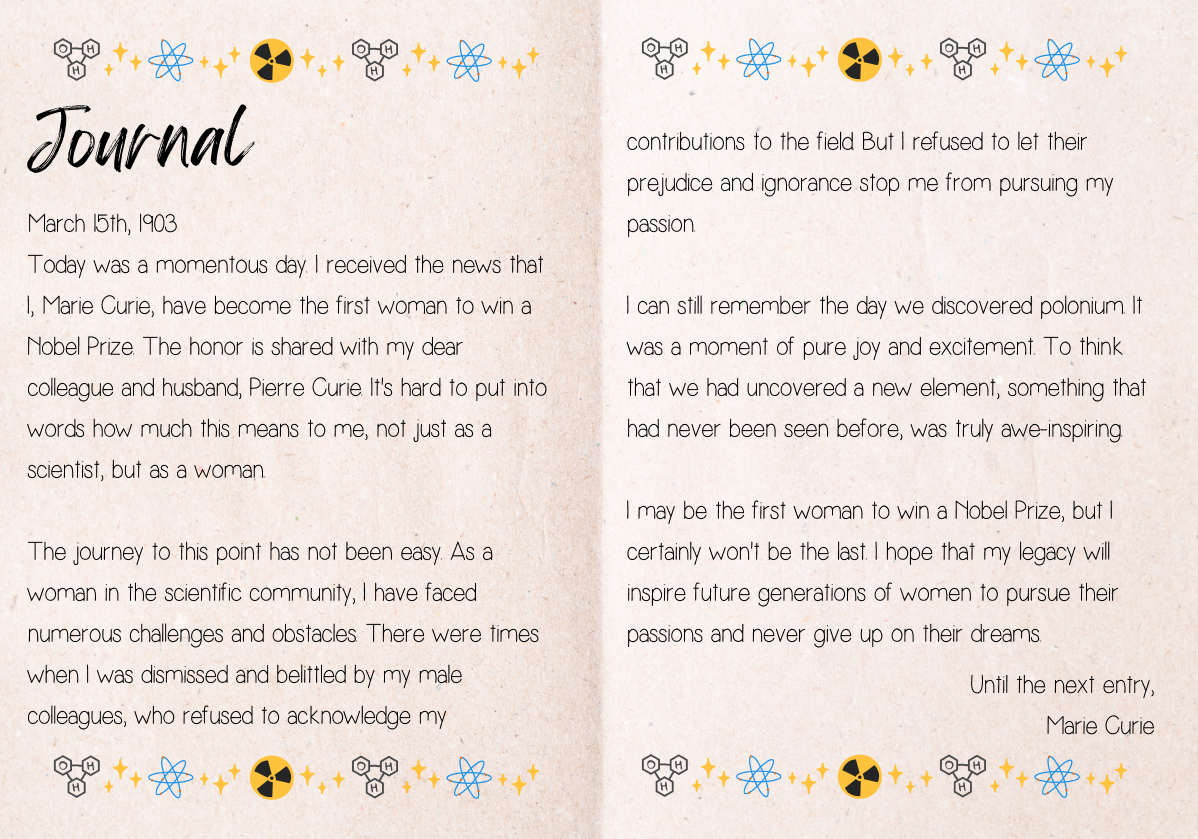 Journal
March 15th, 1903
Today was a momentous day. I received the news that
I, Marie Curie, have become the first woman to win a
Nobel Prize. The honor is shared with my dear
colleague and husband, Pierre Curie. It's hard to put into
words how much this means to me, not just as a
scientist, but as a woman.
The journey to this point has not been easy. As a
woman in the scientific community, I have faced
numerous challenges and obstacles. There were times
when I was dismissed and belittled by my male
colleagues, who refused to acknowledge my
contributions to the field. But I refused to let their
prejudice and ignorance stop me from pursuing my
passion.
I can still remember the day we discovered polonium. It
was a moment of pure joy and excitement. To think
that we had uncovered a new element, something that
had never been seen before, was truly awe-inspiring.
I may be the first woman to win a Nobel Prize, but I
certainly won't be the last. I hope that my legacy will
inspire future generations of women to pursue their
passions and never give up on their dreams.
Until the next entry,
Marie Curie